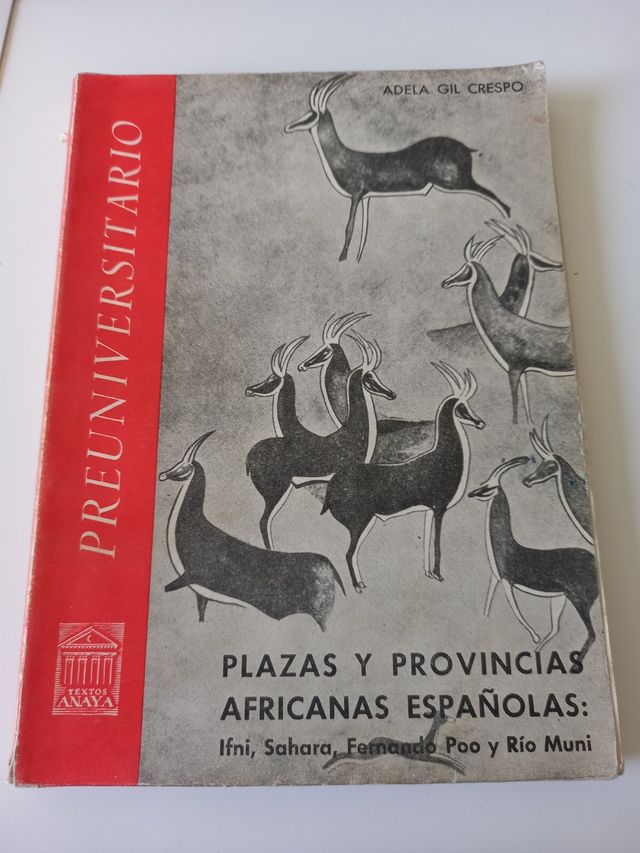 ADELA GIL CRESPO
PREUNIVERSITARIO
PLAZAS Y PROVINCIAS
AFRICANAS ESPAÑOLAS:
Ifni, Sahara, Fernando Poo y Río Muni
TEXTOS
ANAYA